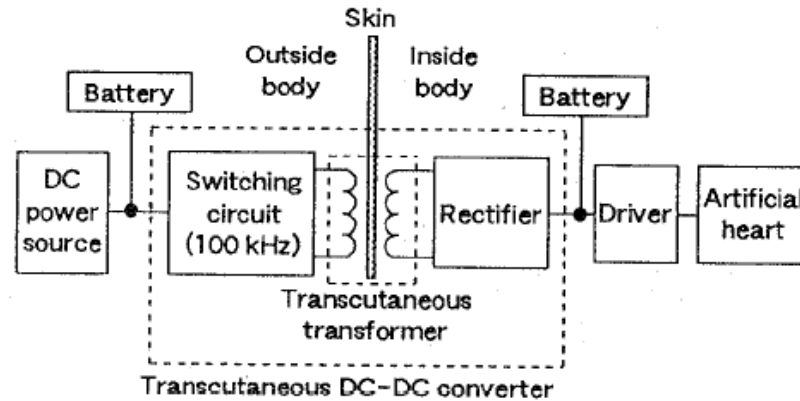 Skin
Outside
body
Inside
body
Battery
Battery
DC
power
source
Switching
circuit
(100 kHz)
Rectifier
Driver
Artificial
heart
Transcutaneous
transformer
Transcutaneous DC-DC converter